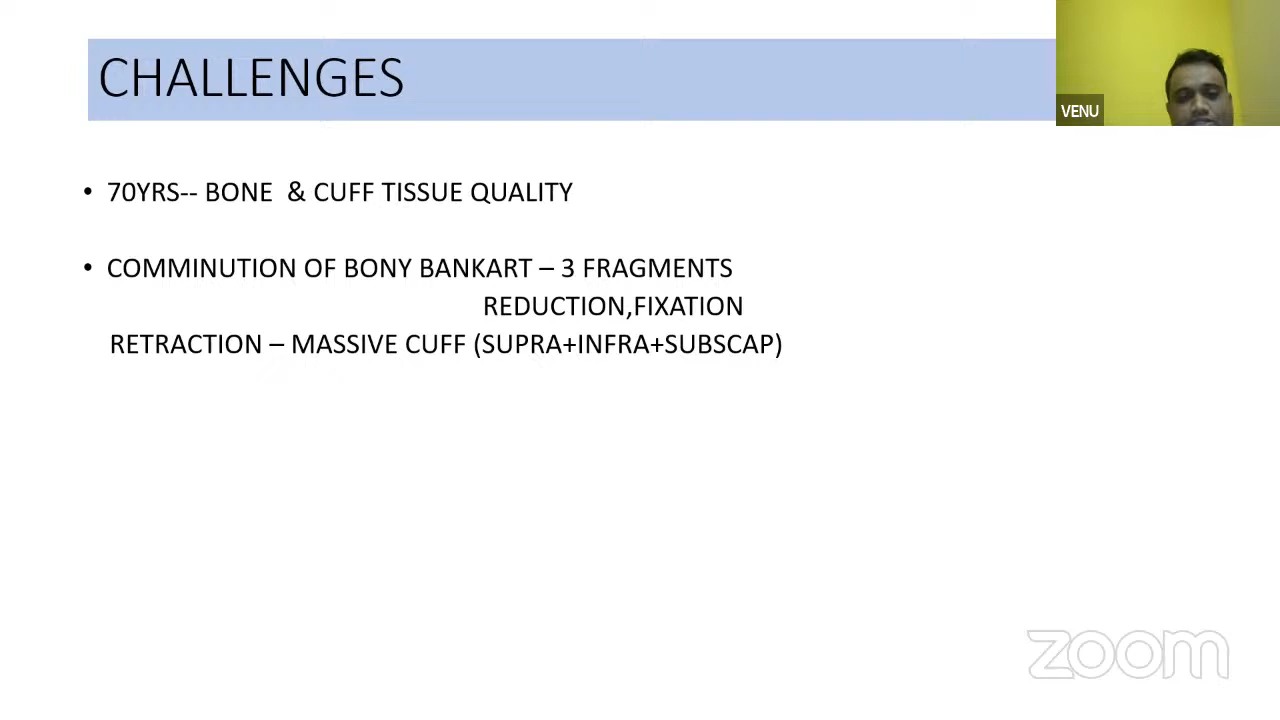 CHALLENGES
VENU
• 70YRS-- BONE & CUFF TISSUE QUALITY
• COMMINUTION OF BONY BANKART – 3 FRAGMENTS
REDUCTION,FIXATION
RETRACTION – MASSIVE CUFF (SUPRA+INFRA+SUBSCAP)
zoom